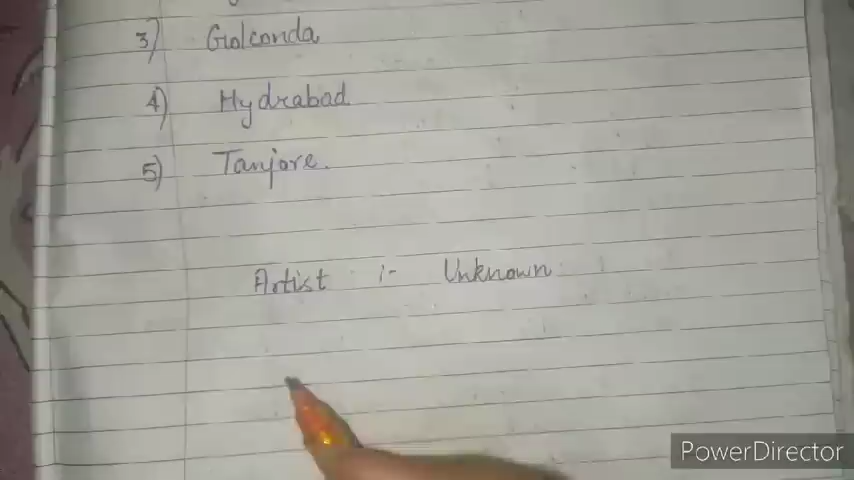 3) Golconda
4) Hydrabad
5) Tanjore.
Artist :- Unknown
PowerDirector